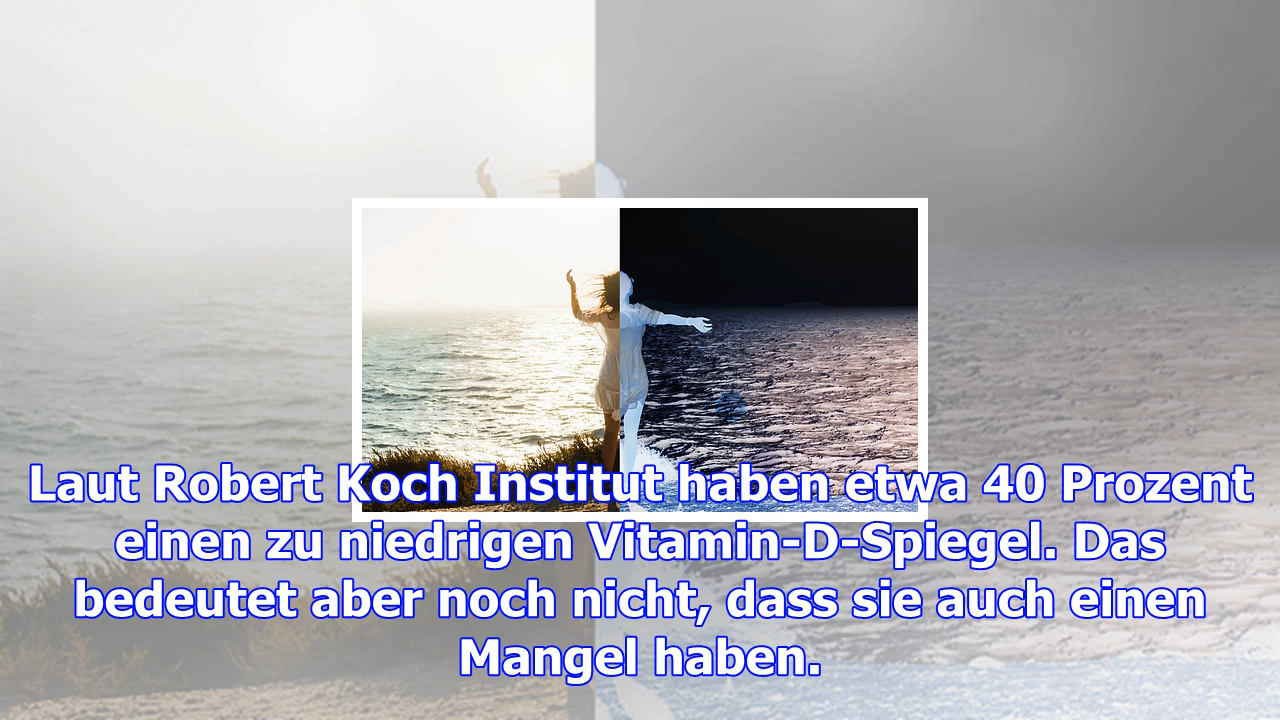 Laut Robert Koch Institut haben etwa 40 Prozent
einen zu niedrigen Vitamin-D-Spiegel. Das
bedeutet aber noch nicht, dass sie auch einen
Mangel haben.